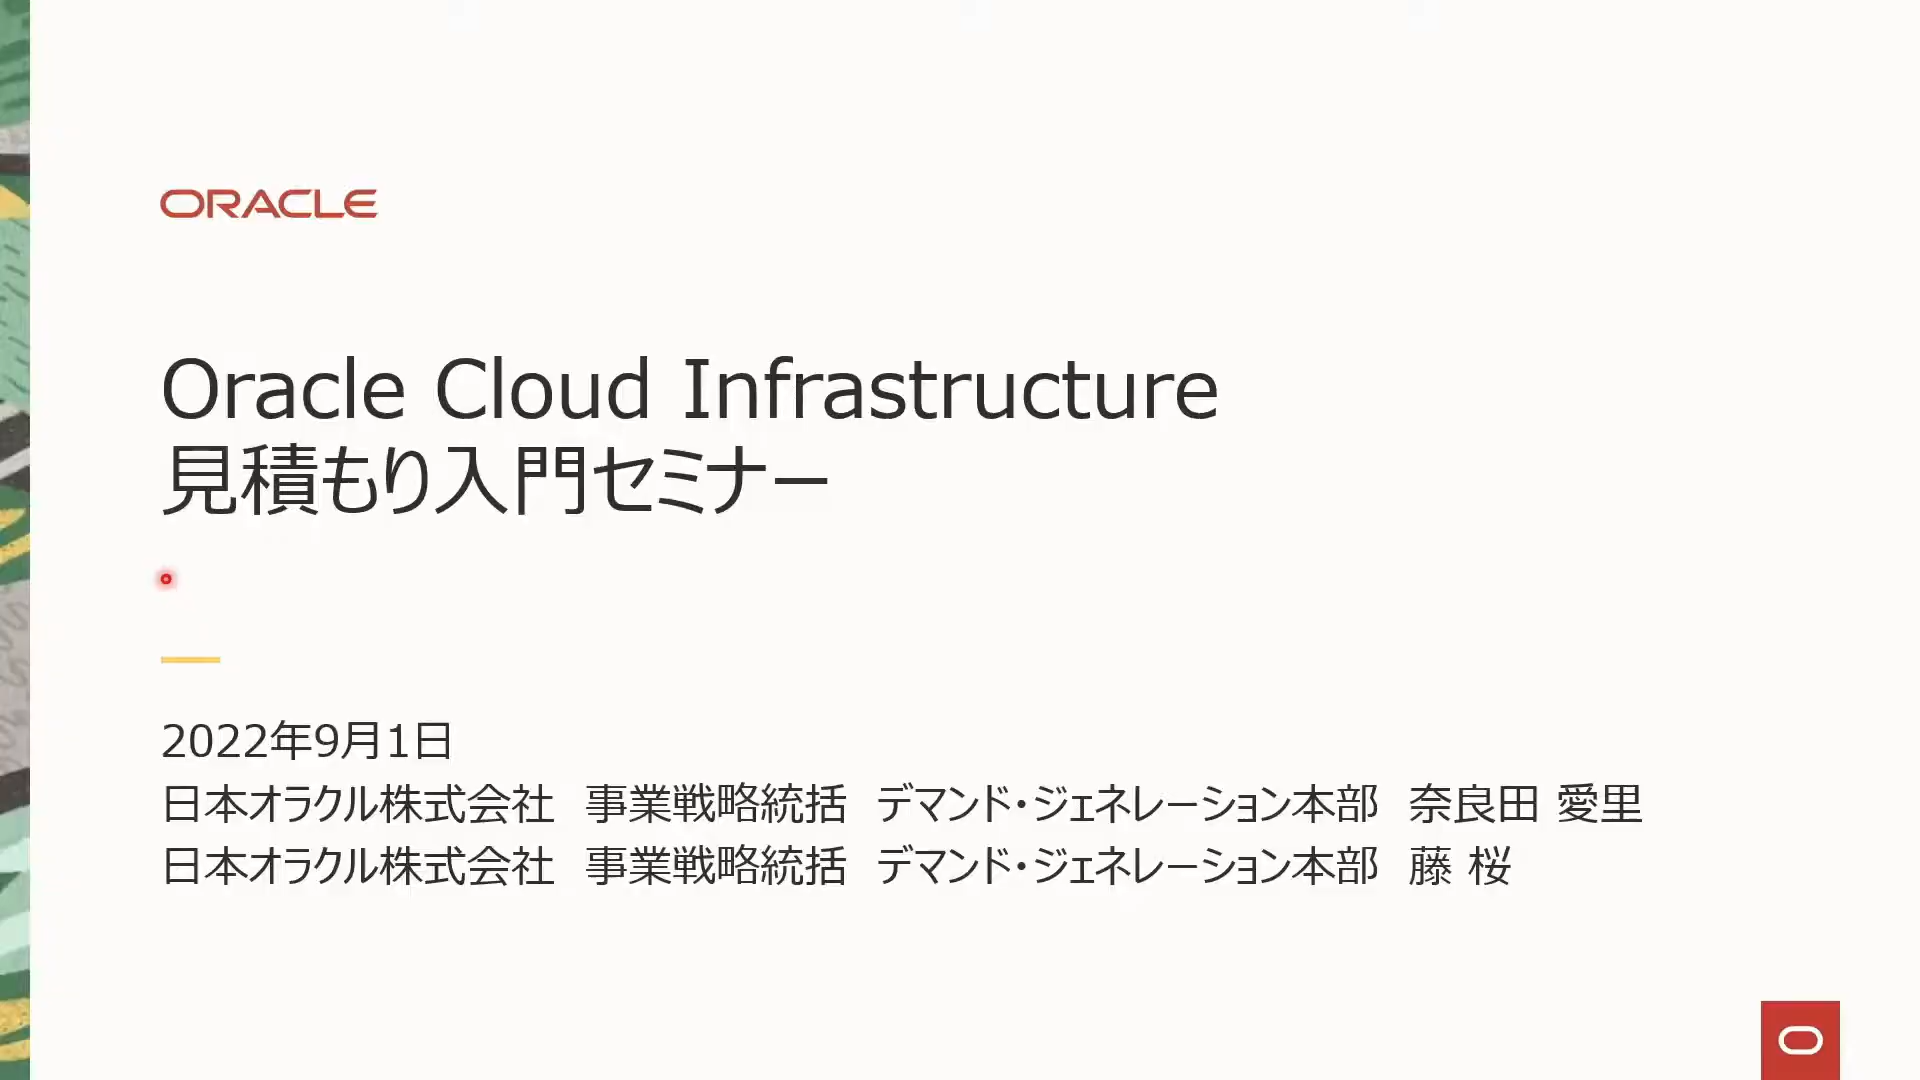 ORACLE
Oracle Cloud Infrastructure
見積もり入門セミナー
2022年9月1日
日本オラクル株式会社　事業戦略統括　デマンド・ジェネレーション本部　奈良田 愛里
日本オラクル株式会社　事業戦略統括　デマンド・ジェネレーション本部　藤 桜